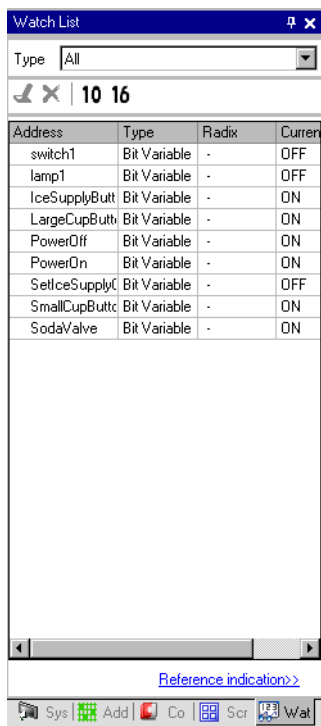 Watch List
Type All
10 16
Address Type Radix Curren
switch1 Bit Variable - OFF
lamp1 Bit Variable - OFF
IceSupplyButt Bit Variable - ON
LargeCupButt Bit Variable - ON
PowerOff Bit Variable - ON
PowerOn Bit Variable - ON
SetIceSupply Bit Variable - OFF
SmallCupButt Bit Variable - ON
SodaValve Bit Variable - ON
Reference indication>>
Sys Add Co Scr Wat